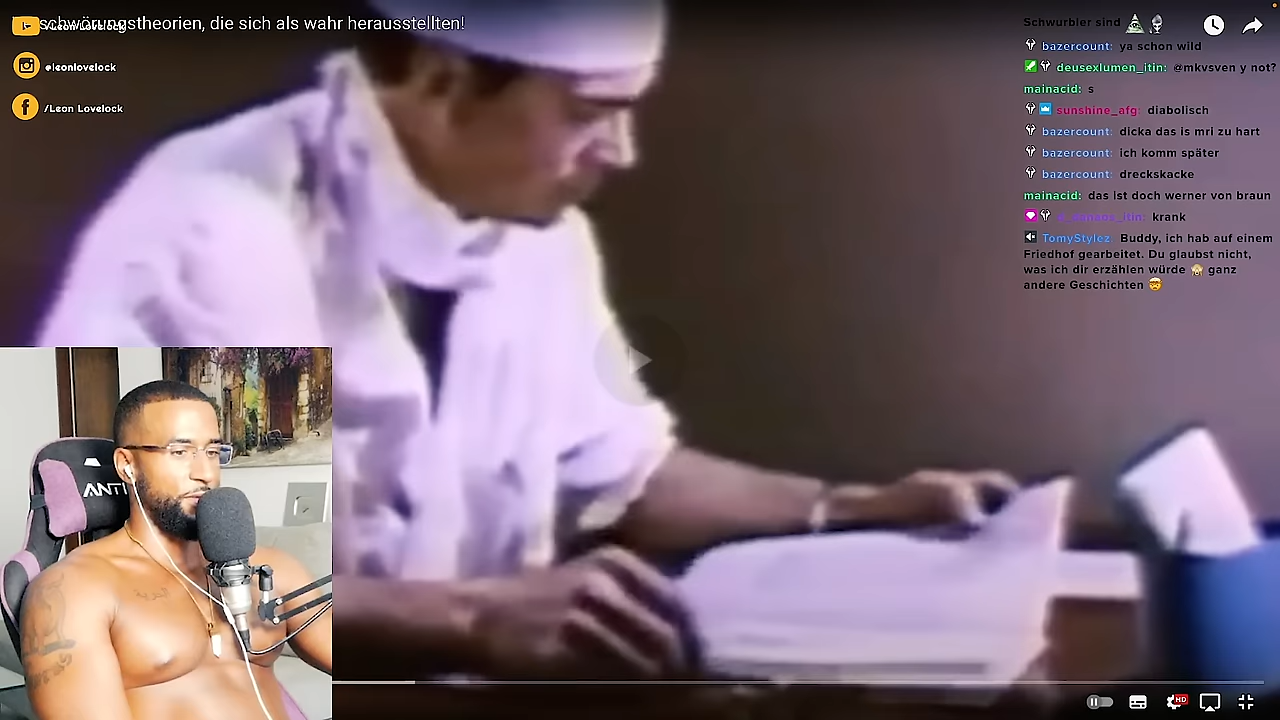 schwörungstheorien, die sich als wahr herausstellten!
/Leon Lovelock
@leonlovelock
/Leon Lovelock
Schwurbler sind
bazercount: ya schon wild
deusexlumen_itin: @mkvsven y not?
mainacid: s
sunshine_afg: diabolisch
bazercount: dicka das is mri zu hart
bazercount: ich komm später
bazercount: dreckskacke
mainacid: das ist doch werner von braun
krank
TomyStylez: Buddy, ich hab auf einem
Friedhof gearbeitet. Du glaubst nicht,
was ich dir erzählen würde 🙈 ganz
andere Geschichten 🤯
ANTI
HD